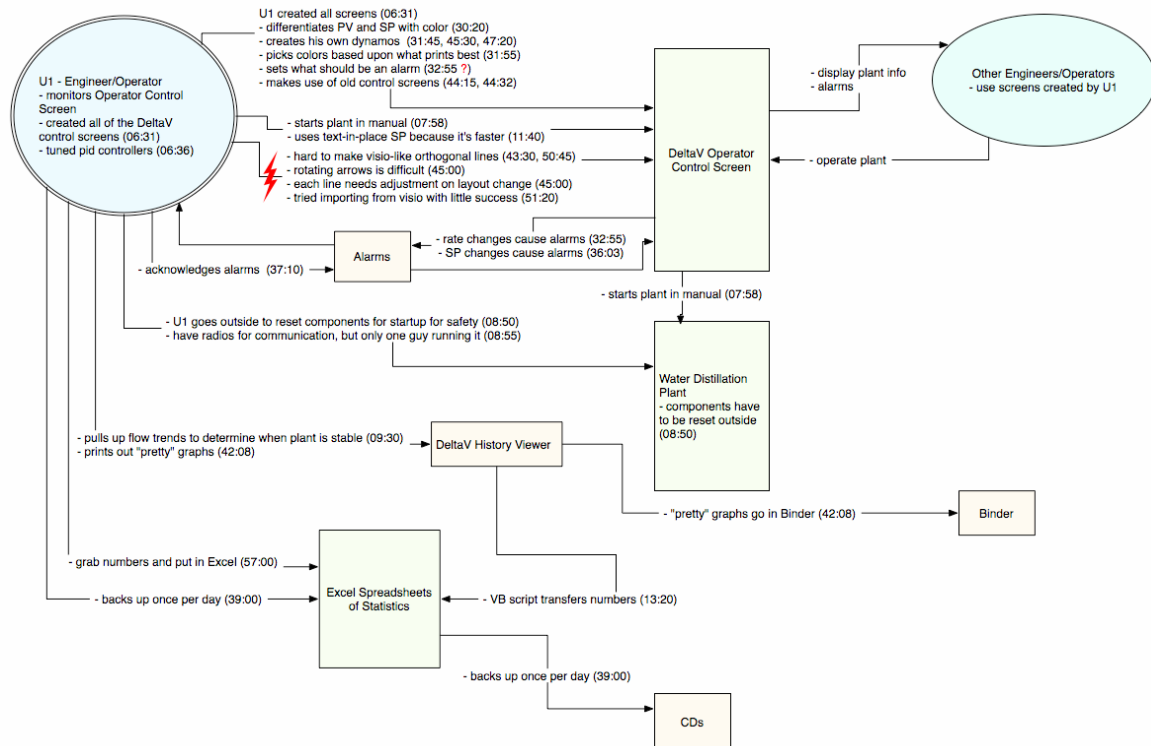 U1 created all screens (06:31)
- differentiates PV and SP with color (30:20)
- creates his own dynamos (31:45, 45:30, 47:20)
- picks colors based upon what prints best (31:55)
- sets what should be an alarm (32:55 ?)
- makes use of old control screens (44:15, 44:32)
U1 - Engineer/Operator
- monitors Operator Control
Screen
- created all of the DeltaV
control screens (06:31)
- tuned pid controllers (06:36)
- display plant info
- alarms
Other Engineers/Operators
- use screens created by U1
- starts plant in manual (07:58)
- uses text-in-place SP because it's faster (11:40)
DeltaV Operator
Control Screen
- operate plant
- hard to make visio-like orthogonal lines (43:30, 50:45)
- rotating arrows is difficult (45:00)
- each line needs adjustment on layout change (45:00)
- tried importing from visio with little success (51:20)
- rate changes cause alarms (32:55)
- SP changes cause alarms (36:03)
Alarms
- acknowledges alarms (37:10)
- starts plant in manual (07:58)
- U1 goes outside to reset components for startup for safety (08:50)
- have radios for communication, but only one guy running it (08:55)
Water Distillation
Plant
- components have
to be reset outside
(08:50)
- pulls up flow trends to determine when plant is stable (09:30)
- prints out "pretty" graphs (42:08)
DeltaV History Viewer
- "pretty" graphs go in Binder (42:08)
Binder
- grab numbers and put in Excel (57:00)
- backs up once per day (39:00)
Excel Spreadsheets
of Statistics
- VB script transfers numbers (13:20)
- backs up once per day (39:00)
CDs